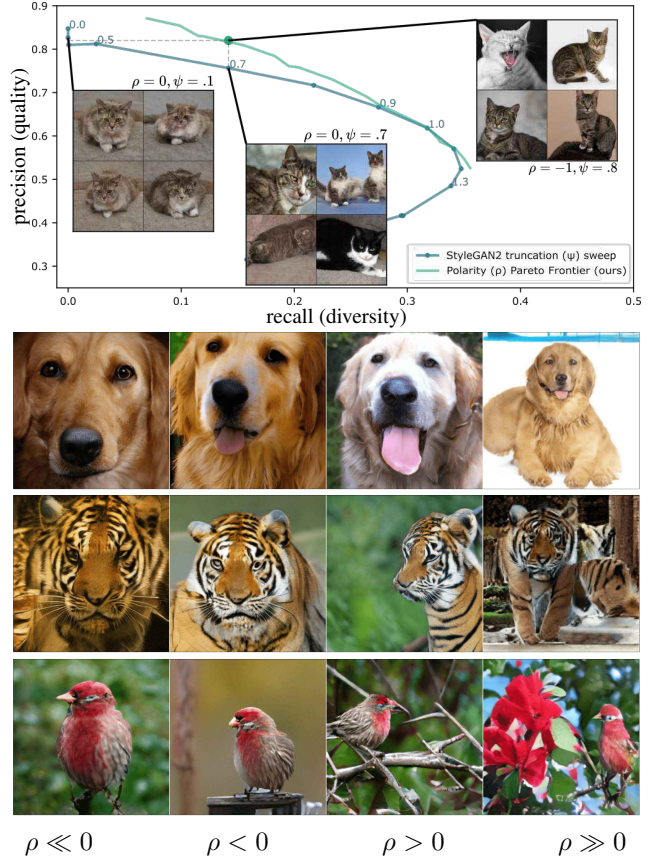 precision (quality)
0.9
0.8
0.7
0.6
0.5
0.4
0.3
0.0
0.5
0.7
0.9
1.0
1.3
ρ = 0, ψ = .1
ρ = 0, ψ = .7
ρ = −1, ψ = .8
StyleGAN2 truncation (ψ) sweep
Polarity (ρ) Pareto Frontier (ours)
0.0 0.1 0.2 0.3 0.4 0.5
recall (diversity)
ρ ≪ 0 ρ < 0 ρ > 0 ρ ≫ 0